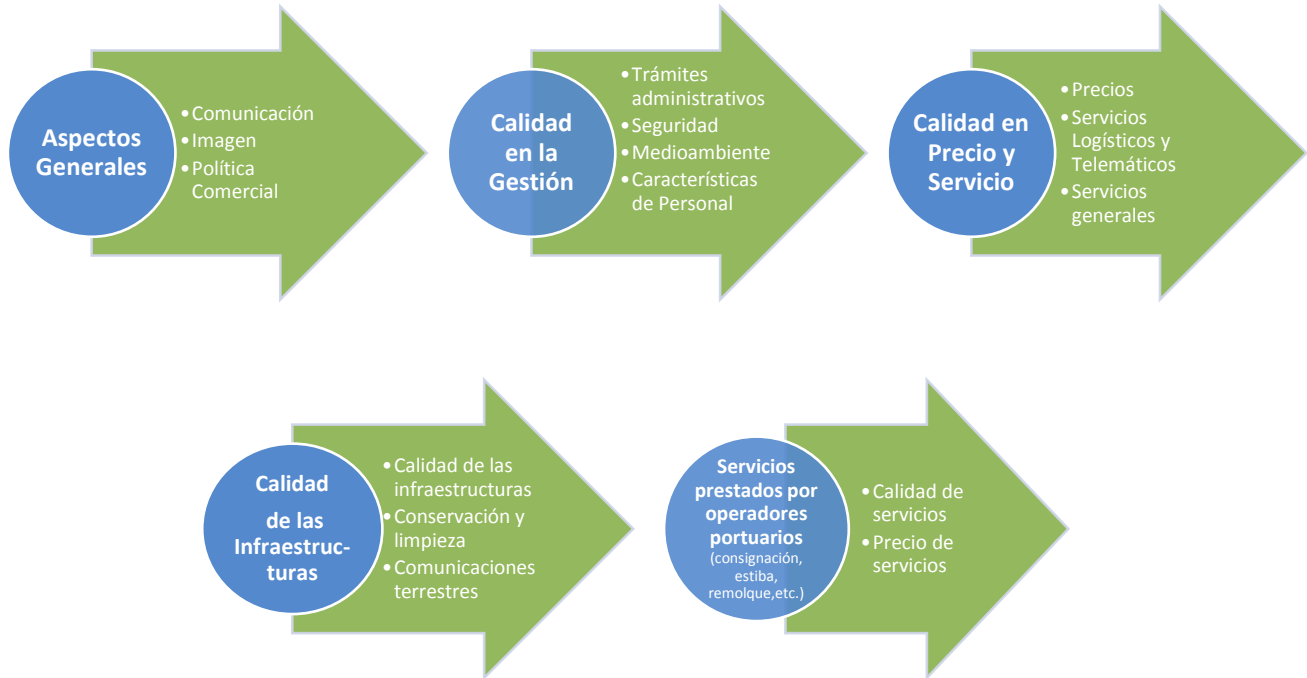 Aspectos
Generales
•Comunicación
•Imagen
•Política
Comercial
Calidad
en la
Gestión
•Trámites
administrativos
•Seguridad
•Medioambiente
•Características
de Personal
Calidad en
Precio y
Servicio
•Precios
•Servicios
Logísticos y
Telemáticos
•Servicios
generales
Calidad
de las
Infraestruc-
turas
•Calidad de las
infraestructuras
•Conservación y
limpieza
•Comunicaciones
terrestres
Servicios
prestados por
operadores
portuarios
(consignación,
estiba,
remolque,etc.)
•Calidad de
servicios
•Precio de
servicios